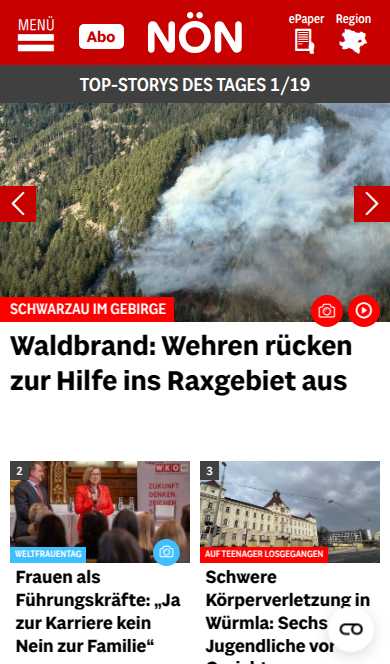 MENÜ
Abo
NÖN
ePaper
Region
TOP-STORYS DES TAGES 1/19
SCHWARZAU IM GEBIRGE
Waldbrand: Wehren rücken
zur Hilfe ins Raxgebiet aus
2
WKO
ZUKUNFT
DENKEN.
ZEICHEN
WELTFRAUENTAG
Frauen als
Führungskräfte: „Ja
zur Karriere kein
Nein zur Familie“
3
AUF TEENAGER LOSGEGANGEN
Schwere
Körperverletzung in
Würmla: Sechs
Jugendliche vor